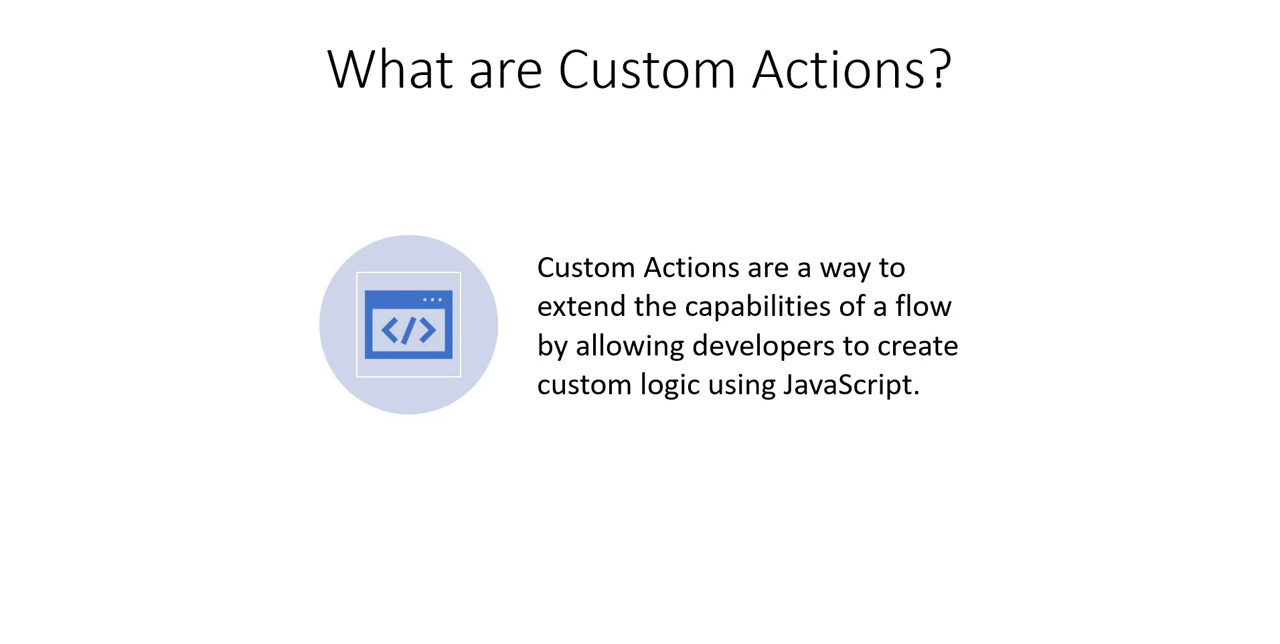 What are Custom Actions?
Custom Actions are a way to
extend the capabilities of a flow
by allowing developers to create
custom logic using JavaScript.